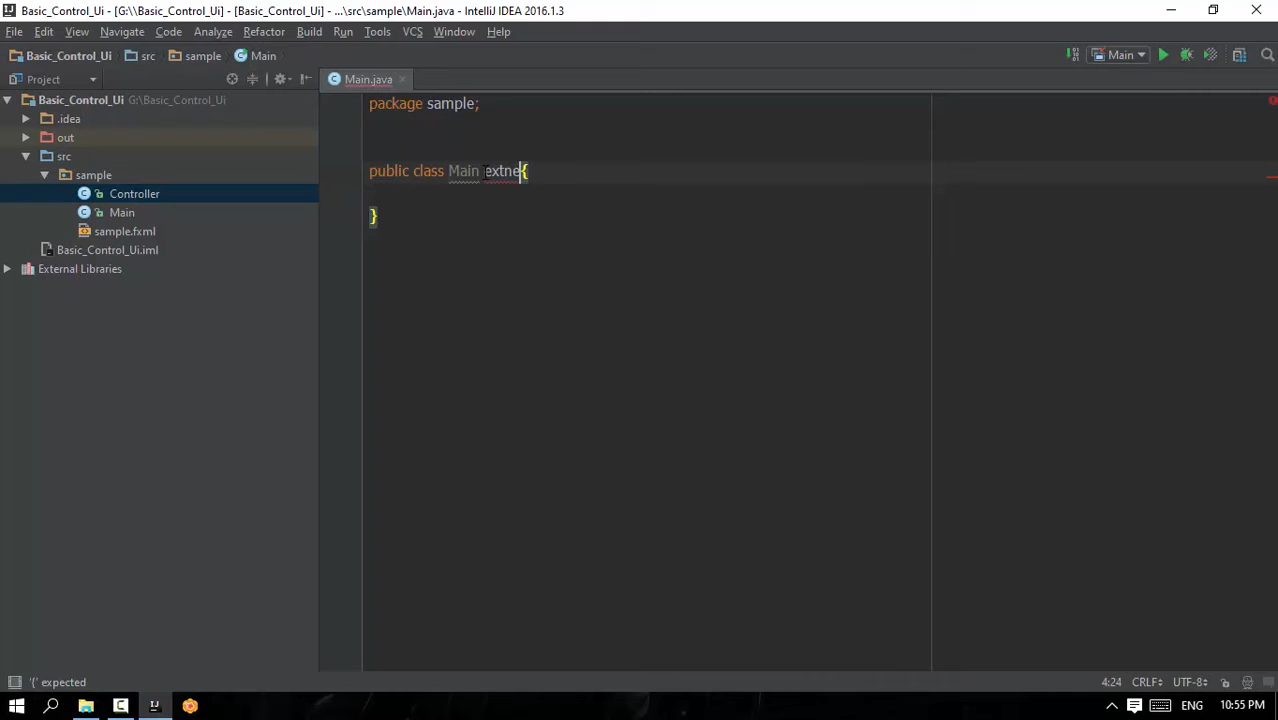 Basic_Control_Ui - [G:\\Basic_Control_Ui] - [Basic_Control_Ui] - ...\src\sample\Main.java - IntelliJ IDEA 2016.1.3
File Edit View Navigate Code Analyze Refactor Build Run Tools VCS Window Help
Basic_Control_Ui src sample Main Main
Project Main.java
Basic_Control_Ui G:\Basic_Control_Ui
.idea
out
src
sample
Controller
Main
sample.fxml
Basic_Control_Ui.iml
External Libraries
package sample;
public class Main extne{
}
'{' expected 4:24 CRLF÷ UTF-8÷
ENG 10:55 PM